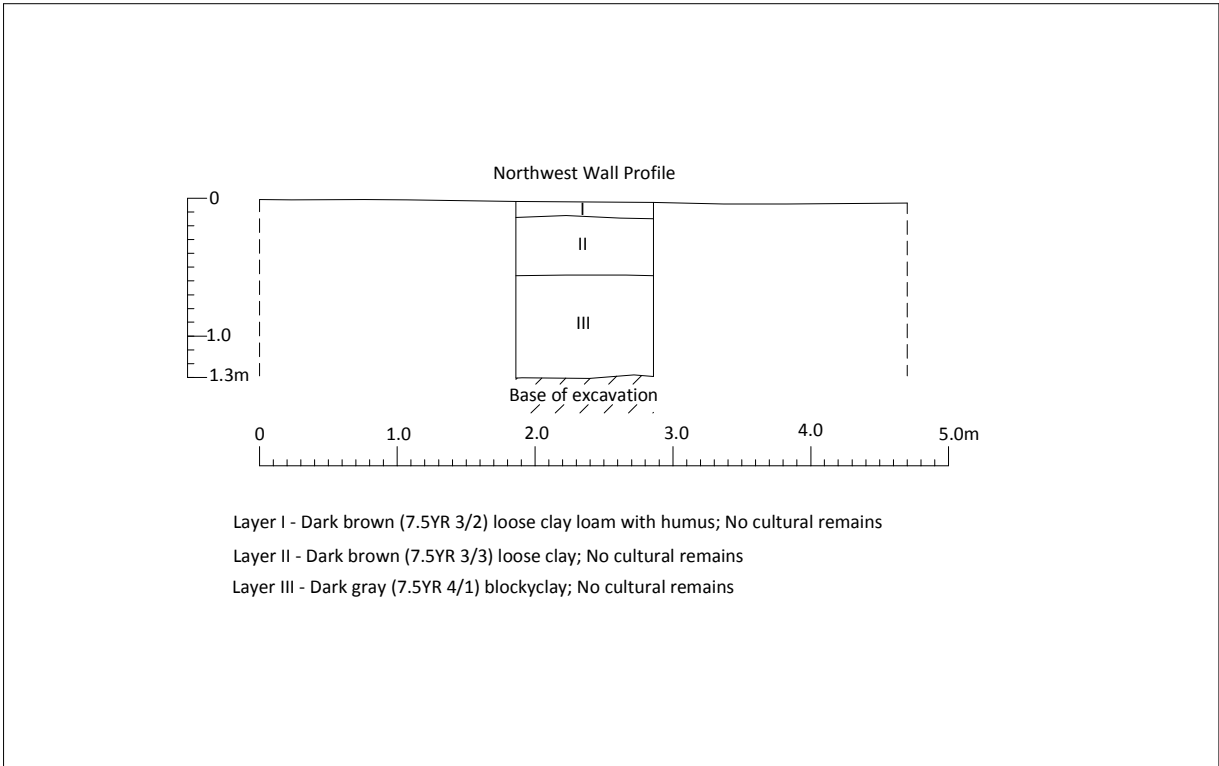 Northwest Wall Profile
0
I
II
III
1.0
1.3m
Base of excavation
0 1.0 2.0 3.0 4.0 5.0m
Layer I - Dark brown (7.5YR 3/2) loose clay loam with humus; No cultural remains
Layer II - Dark brown (7.5YR 3/3) loose clay; No cultural remains
Layer III - Dark gray (7.5YR 4/1) blockyclay; No cultural remains